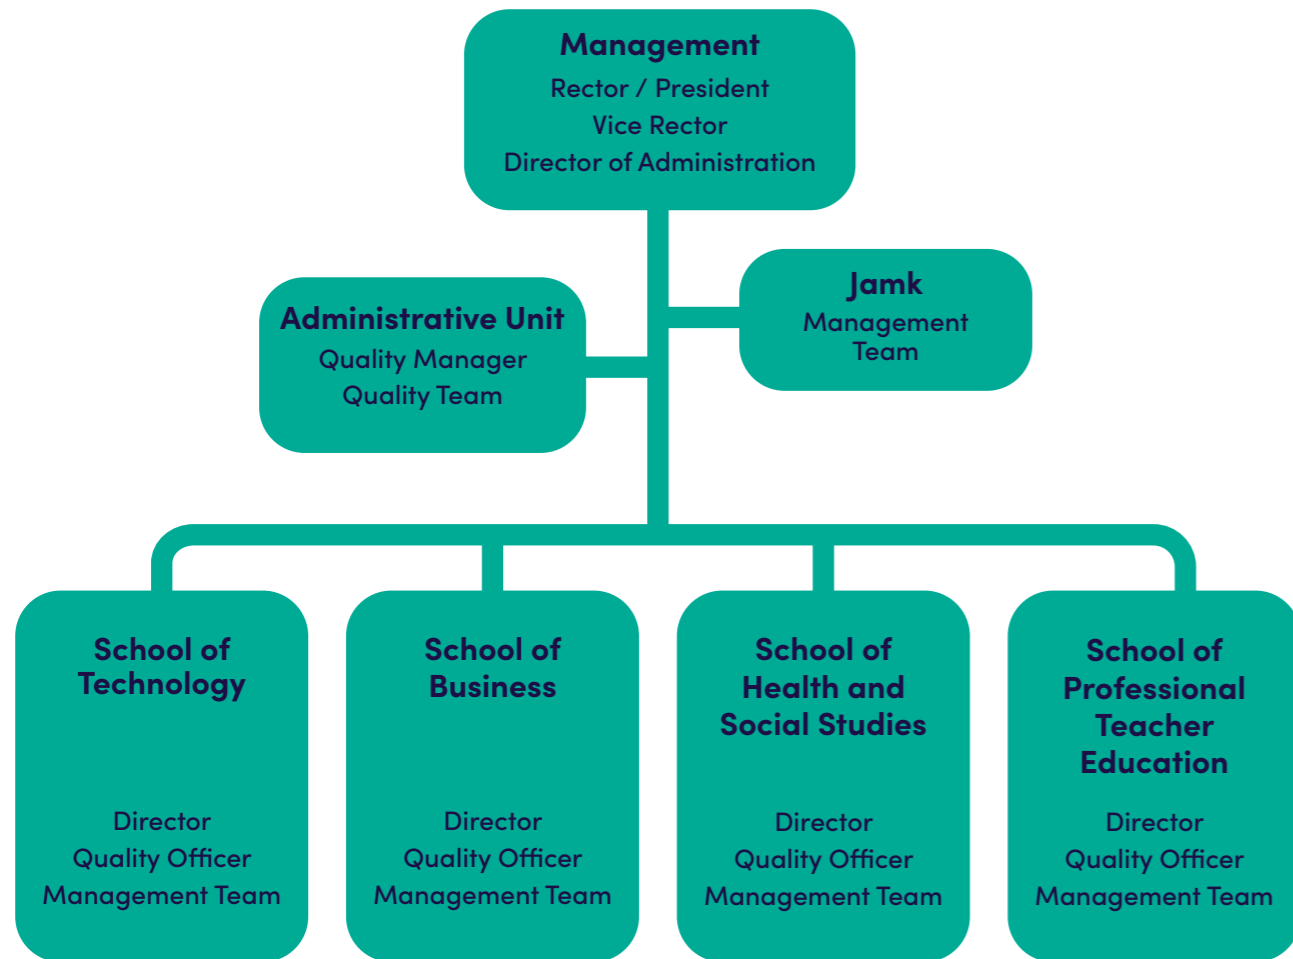 Management
Rector / President
Vice Rector
Director of Administration
Jamk
Management
Team
Administrative Unit
Quality Manager
Quality Team
School of
Technology
Director
Quality Officer
Management Team
School of
Business
Director
Quality Officer
Management Team
School of
Health and
Social Studies
Director
Quality Officer
Management Team
School of
Professional
Teacher
Education
Director
Quality Officer
Management Team